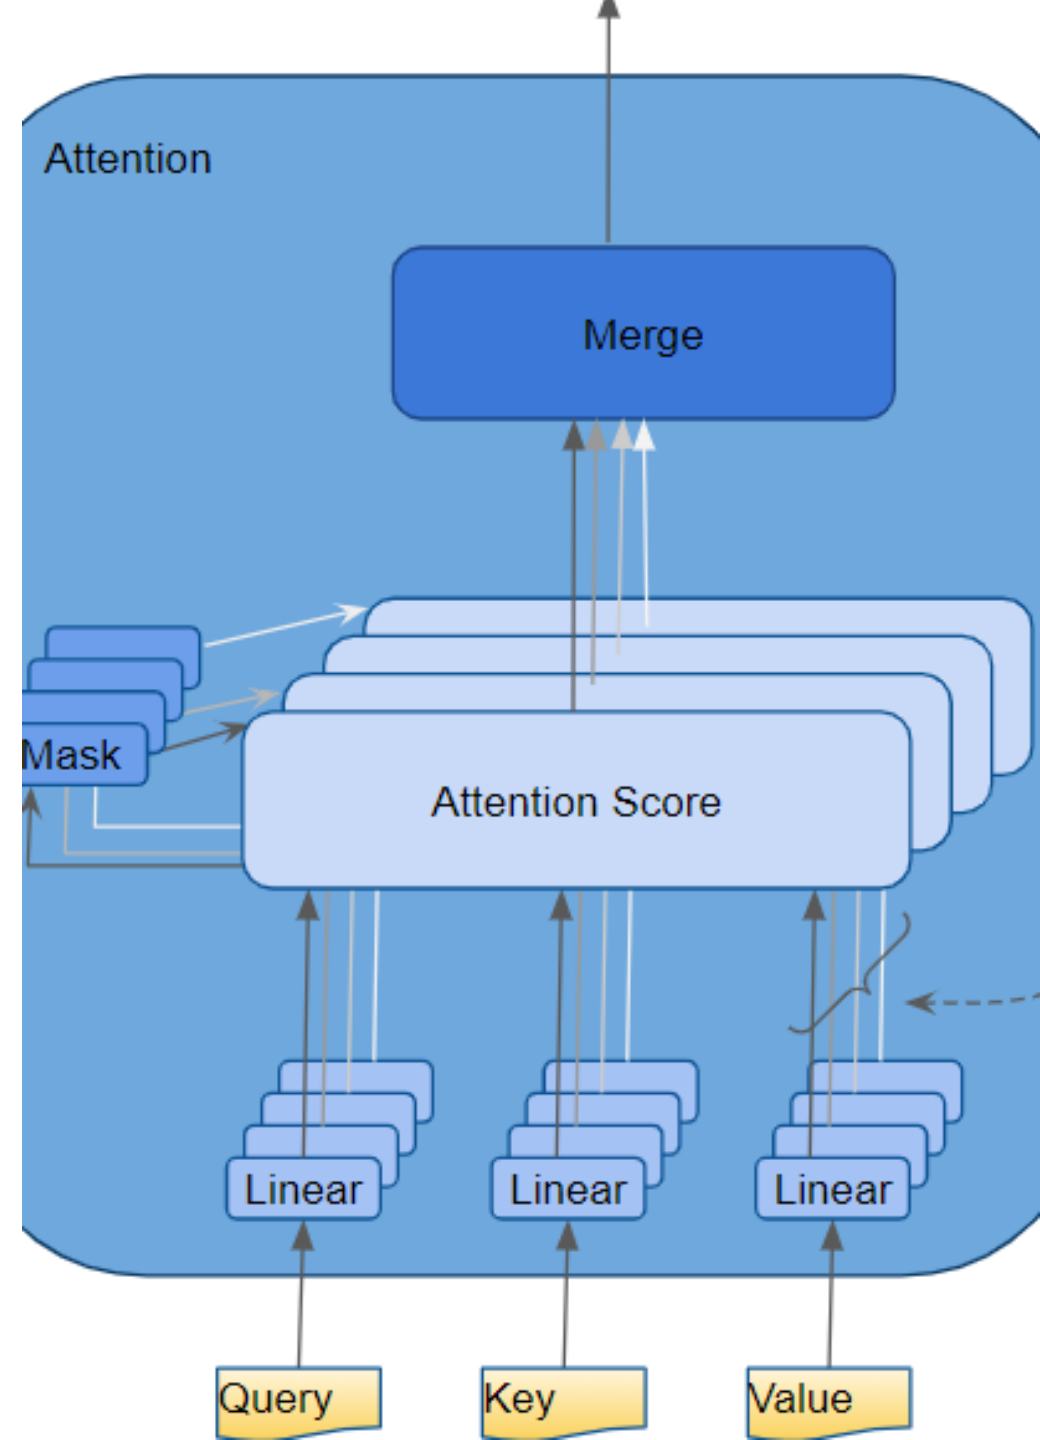 Attention
Merge
Mask
Attention Score
Linear
Linear
Linear
Query
Key
Value